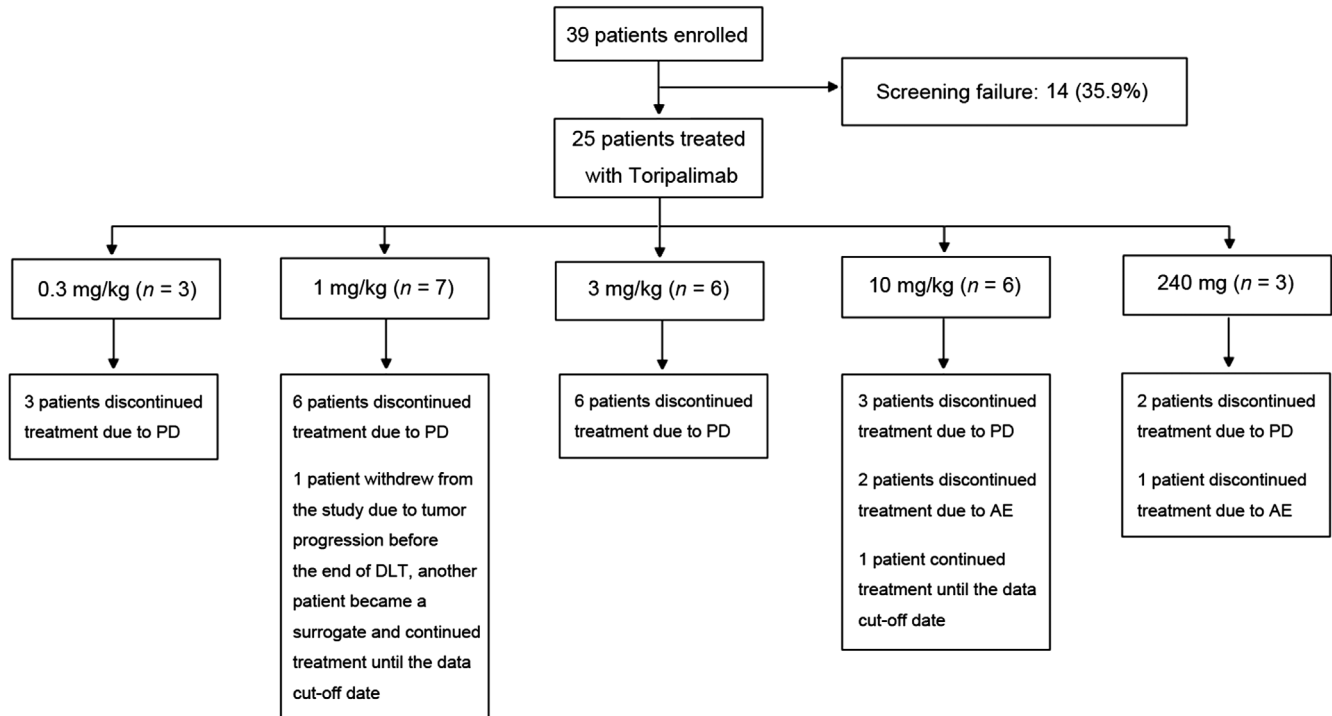 39 patients enrolled
Screening failure: 14 (35.9%)
25 patients treated
with Toripalimab
0.3 mg/kg (n = 3)
1 mg/kg (n = 7)
3 mg/kg (n = 6)
10 mg/kg (n = 6)
240 mg (n = 3)
3 patients discontinued
treatment due to PD
6 patients discontinued
treatment due to PD
1 patient withdrew from
the study due to tumor
progression before
the end of DLT, another
patient became a
surrogate and continued
treatment until the data
cut-off date
6 patients discontinued
treatment due to PD
3 patients discontinued
treatment due to PD
2 patients discontinued
treatment due to AE
1 patient continued
treatment until the data
cut-off date
2 patients discontinued
treatment due to PD
1 patient discontinued
treatment due to AE